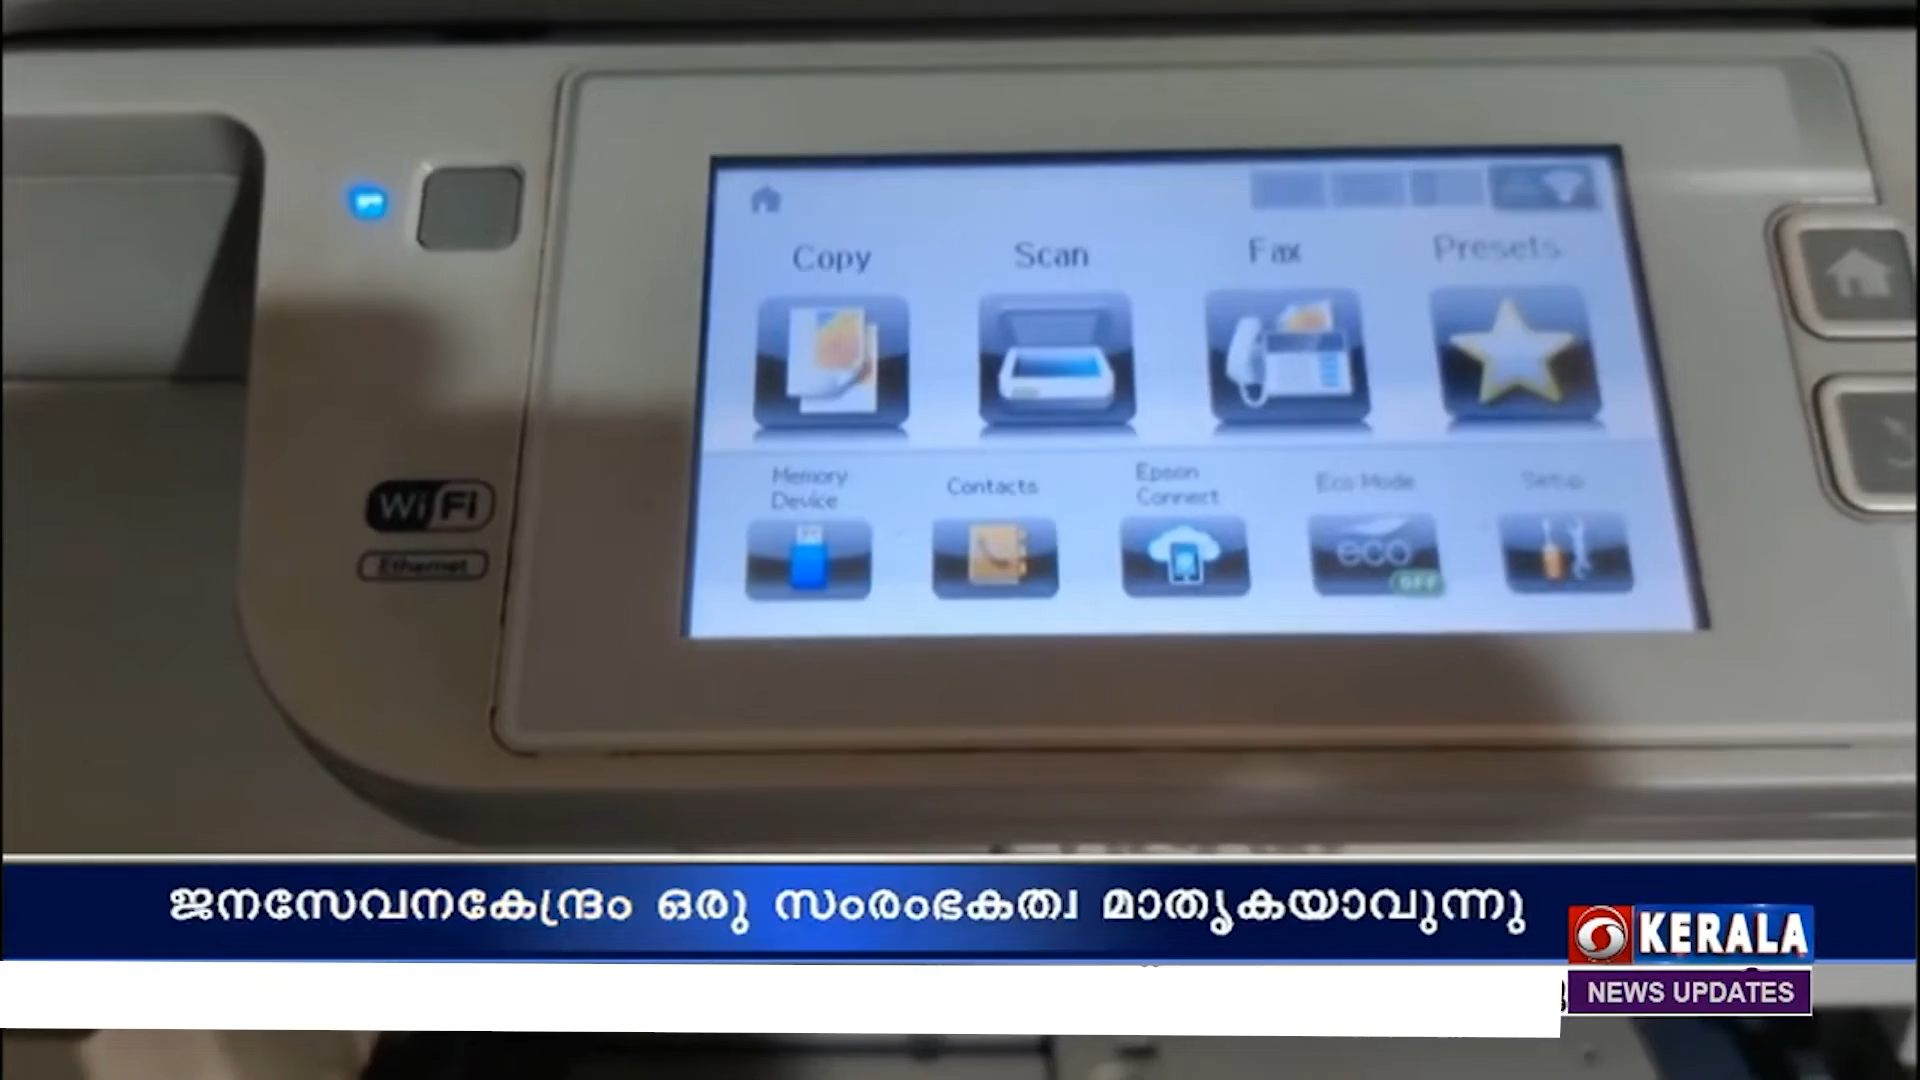 Copy Scan Fax Presets
Memory Device
Contacts
Epson Connect
Eco Mode
Setup
eco
OFF
WiFi
Ethernet
ജനസേവനകേന്ദ്രം ഒരു സംരംഭകത്വ മാതൃകയാവുന്നു
KERALA
NEWS UPDATES